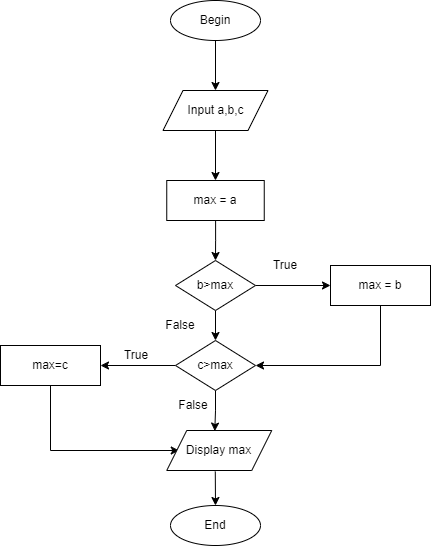 Begin
Input a,b,c
max = a
b>max
True
max = b
False
c>max
True
max=c
False
Display max
End